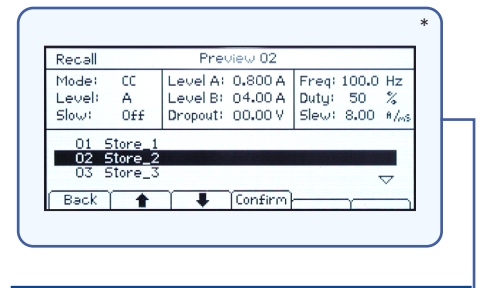 *
Recall Preview 02
Mode: CC Level A: 0.800 A Freq: 100.0 Hz
Level: A Level B: 04.00 A Duty: 50 %
Slow: Off Dropout: 00.00 V Slew: 8.00 A/ms
01 Store_1
02 Store_2
03 Store_3
Back Confirm